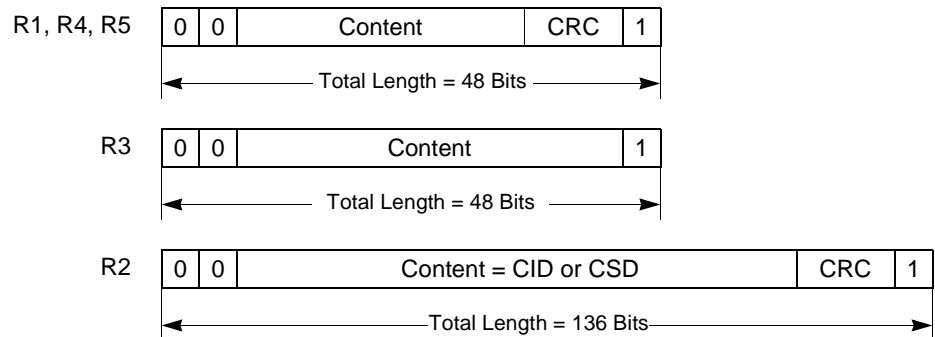 R1, R4, R5 0 0 Content CRC 1
Total Length = 48 Bits
R3 0 0 Content 1
Total Length = 48 Bits
R2 0 0 Content = CID or CSD CRC 1
Total Length = 136 Bits